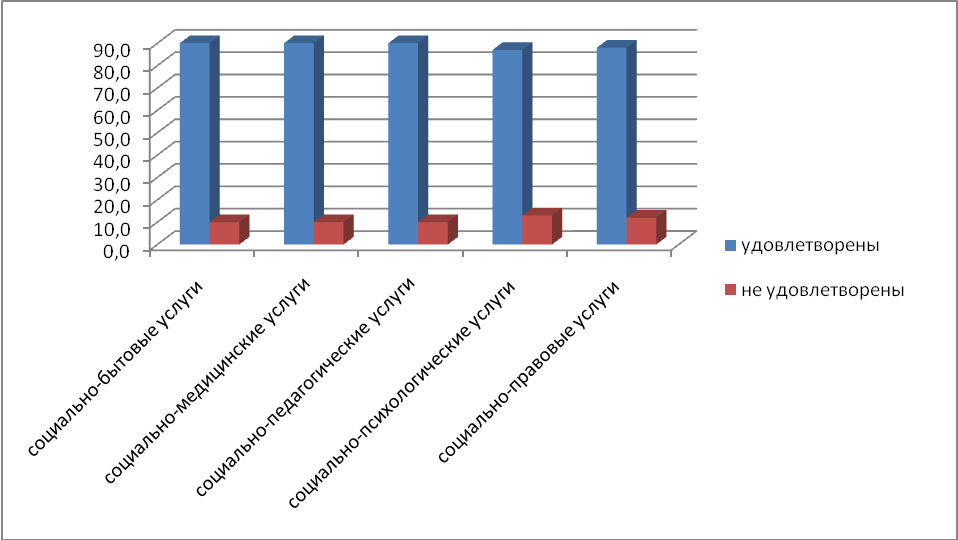 90,0
80,0
70,0
60,0
50,0
40,0
30,0
20,0
10,0
0,0
социально-бытовые услуги
социально-медицинские услуги
социально-педагогические услуги
социально-психологические услуги
социально-правовые услуги
удовлетворены
не удовлетворены